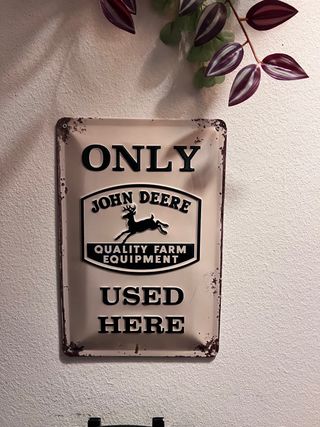 ONLY
JOHN DEERE
QUALITY FARM
EQUIPMENT
USED
HERE